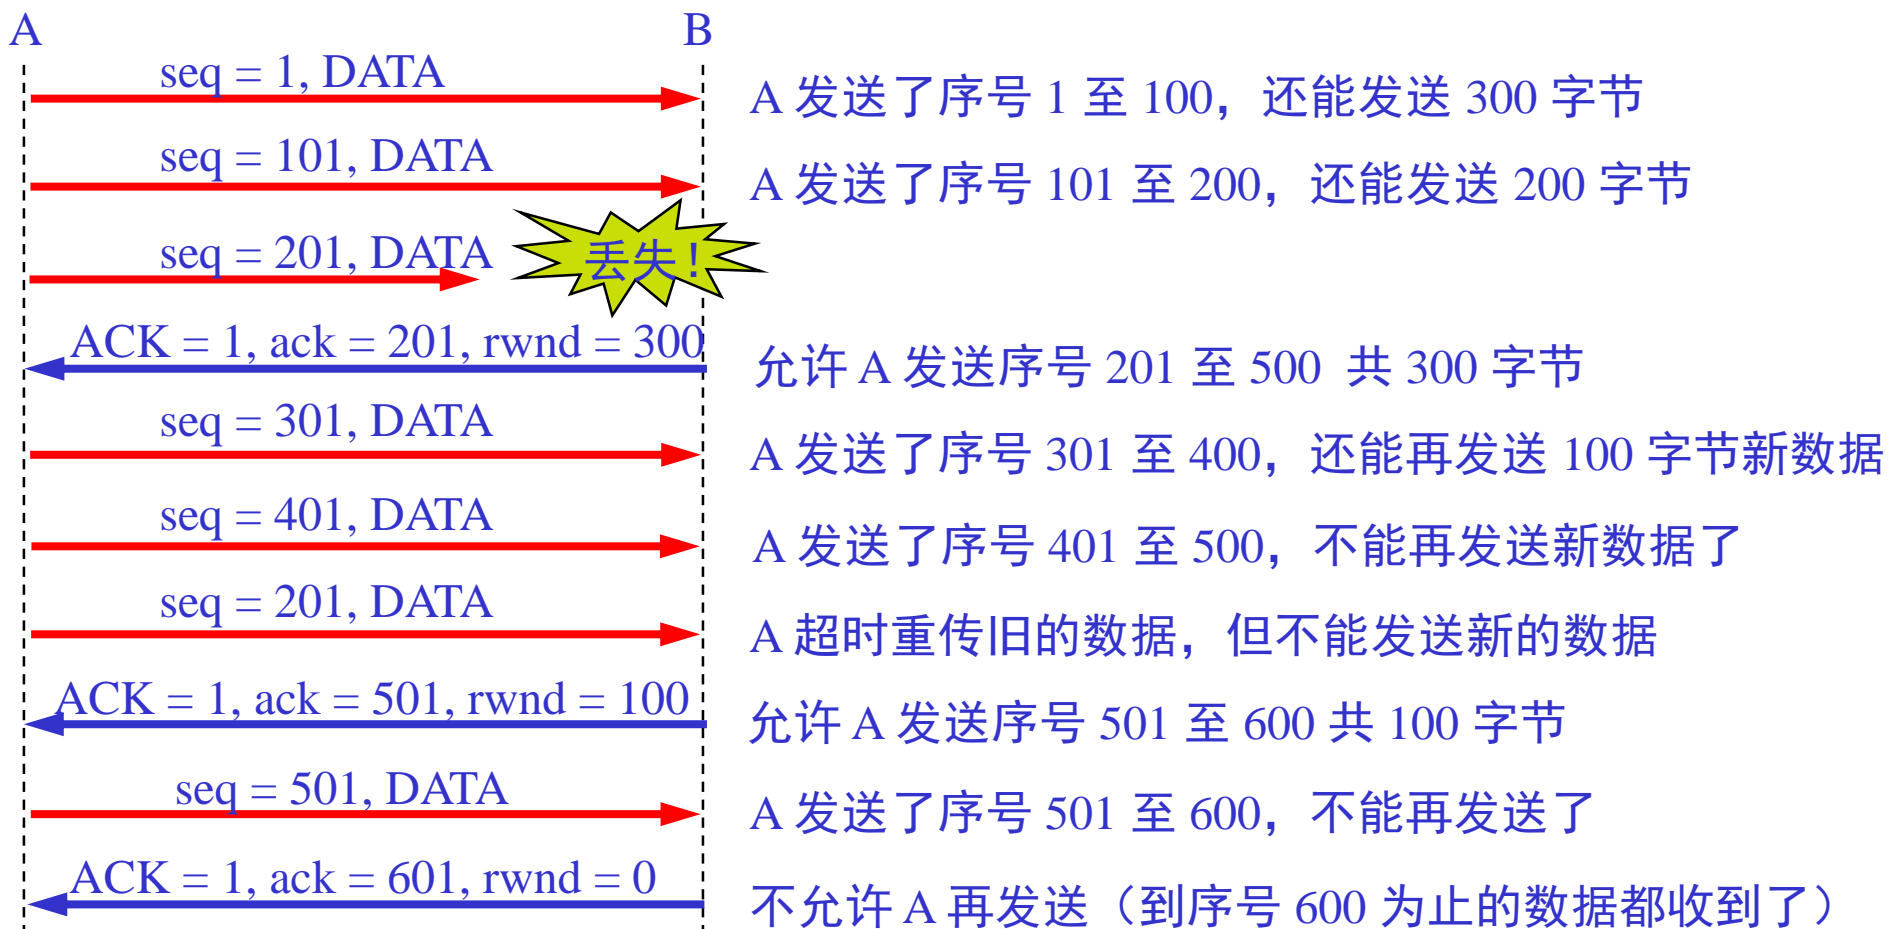 A
B
seq = 1, DATA
A 发送了序号 1 至 100，还能发送 300 字节
seq = 101, DATA
A 发送了序号 101 至 200，还能发送 200 字节
seq = 201, DATA
丢失！
ACK = 1, ack = 201, rwnd = 300
允许 A 发送序号 201 至 500 共 300 字节
seq = 301, DATA
A 发送了序号 301 至 400，还能再发送 100 字节新数据
seq = 401, DATA
A 发送了序号 401 至 500，不能再发送新数据了
seq = 201, DATA
A 超时重传旧的数据，但不能发送新的数据
ACK = 1, ack = 501, rwnd = 100
允许 A 发送序号 501 至 600 共 100 字节
seq = 501, DATA
A 发送了序号 501 至 600，不能再发送了
ACK = 1, ack = 601, rwnd = 0
不允许 A 再发送（到序号 600 为止的数据都收到了）